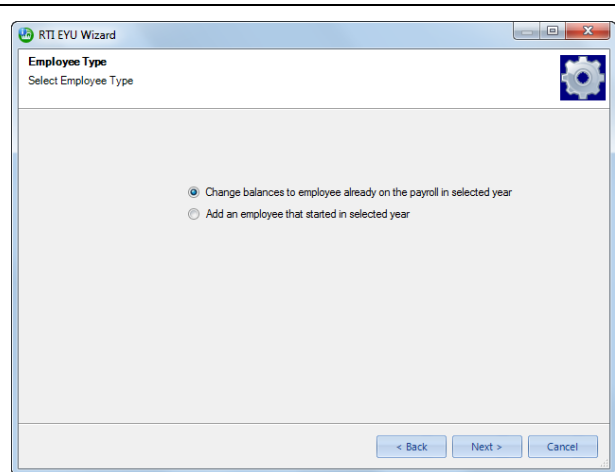 RTI EYU Wizard
Employee Type
Select Employee Type
Change balances to employee already on the payroll in selected year
Add an employee that started in selected year
< Back Next > Cancel